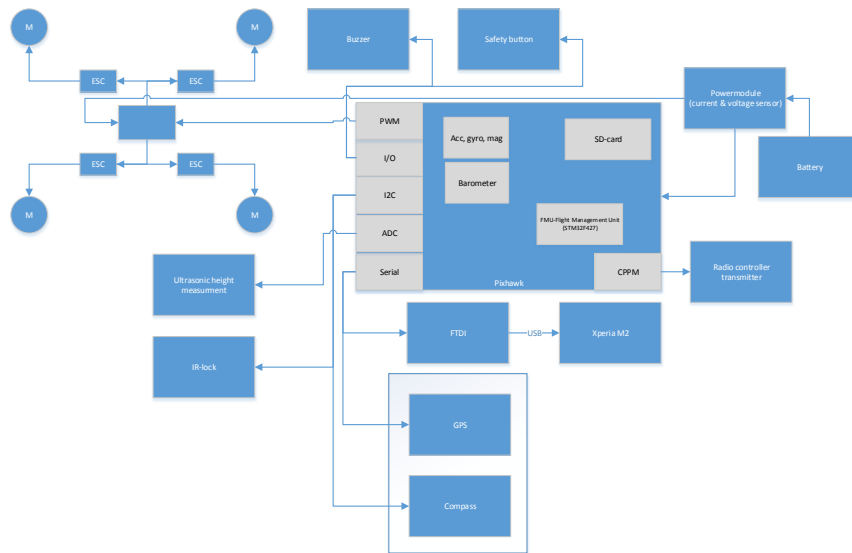 M
M
Buzzer
Safety button
ESC
ESC
Powermodule
(current & voltage sensor)
PWM
Acc, gyro, mag
SD-card
I/O
ESC
ESC
Battery
Barometer
I2C
M
M
FMU-Flight Management Unit
(STM32F427)
ADC
Ultrasonic height
measurment
Serial
CPPM
Radio controller
transmitter
Pixhawk
FTDI
USB
Xperia M2
IR-lock
GPS
Compass